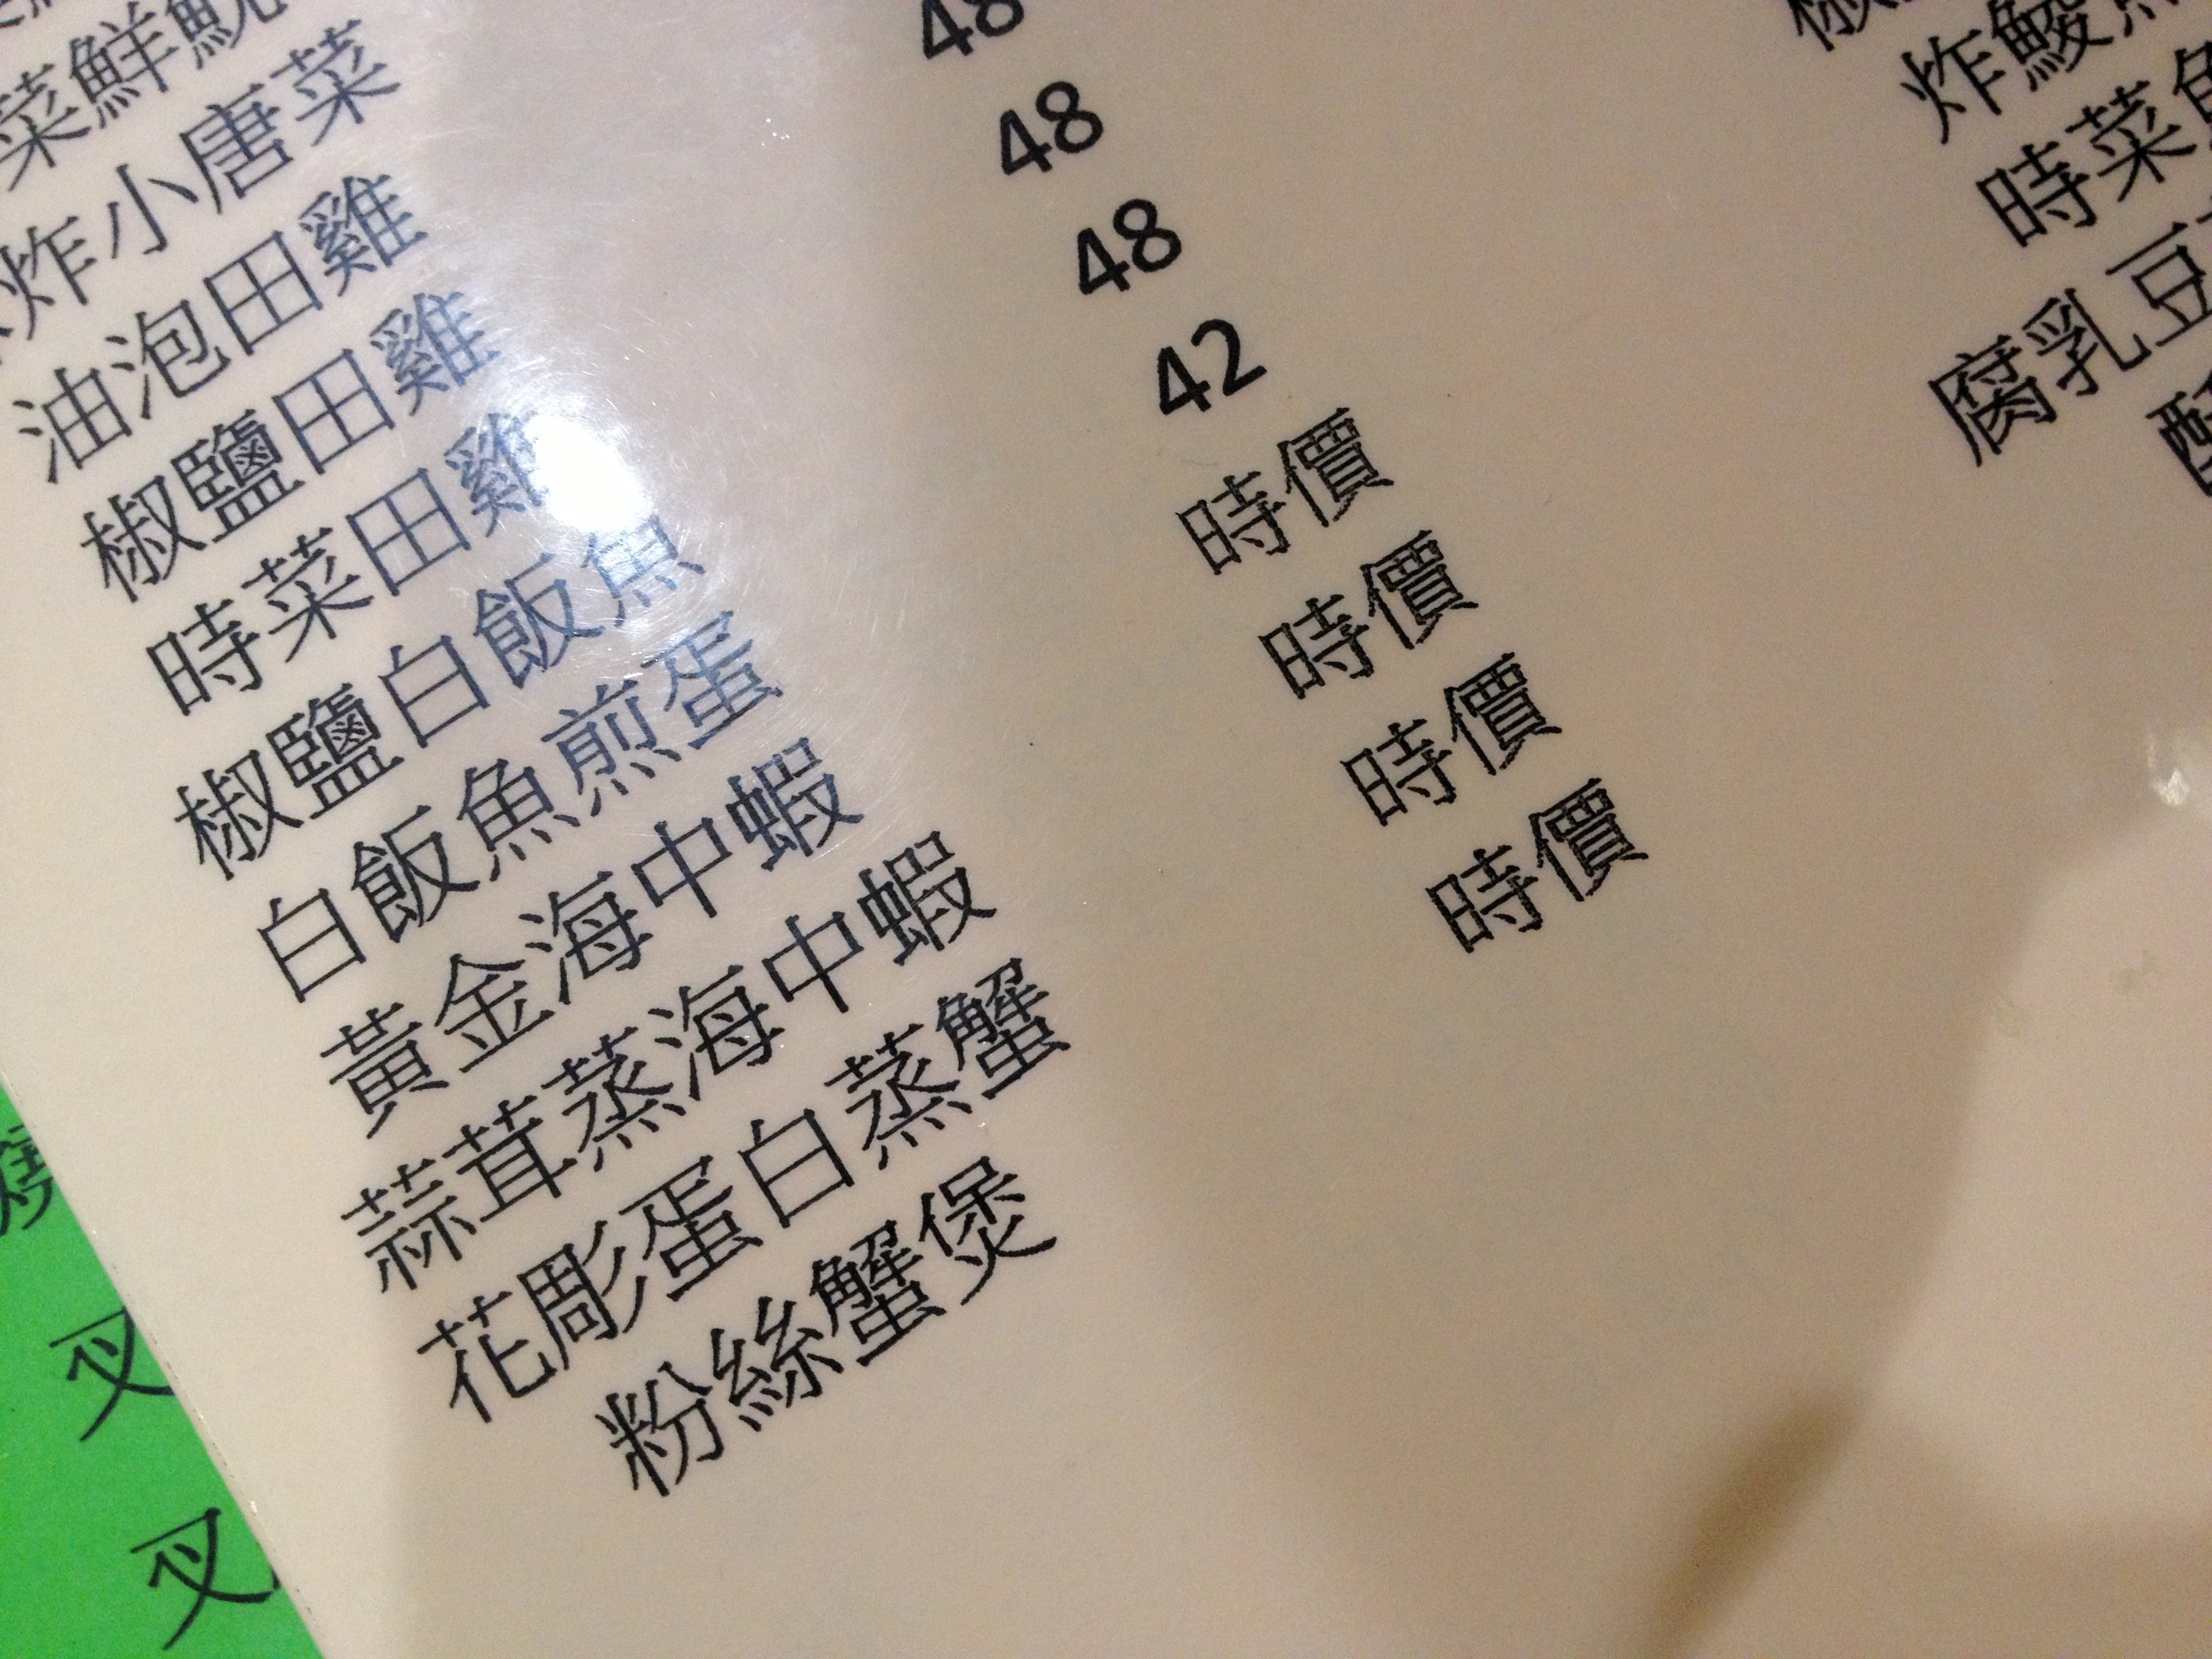 菜鮮魷
炸小唐菜
油泡田雞
椒鹽田雞 48
時菜田雞 48
椒鹽白飯魚 48
白飯魚煎蛋 42
黃金海中蝦 時價
蒜茸蒸海中蝦 時價
花彫蛋白蒸蟹 時價
粉絲蟹煲 時價
炸鯪
時菜
腐乳豆
叉
叉